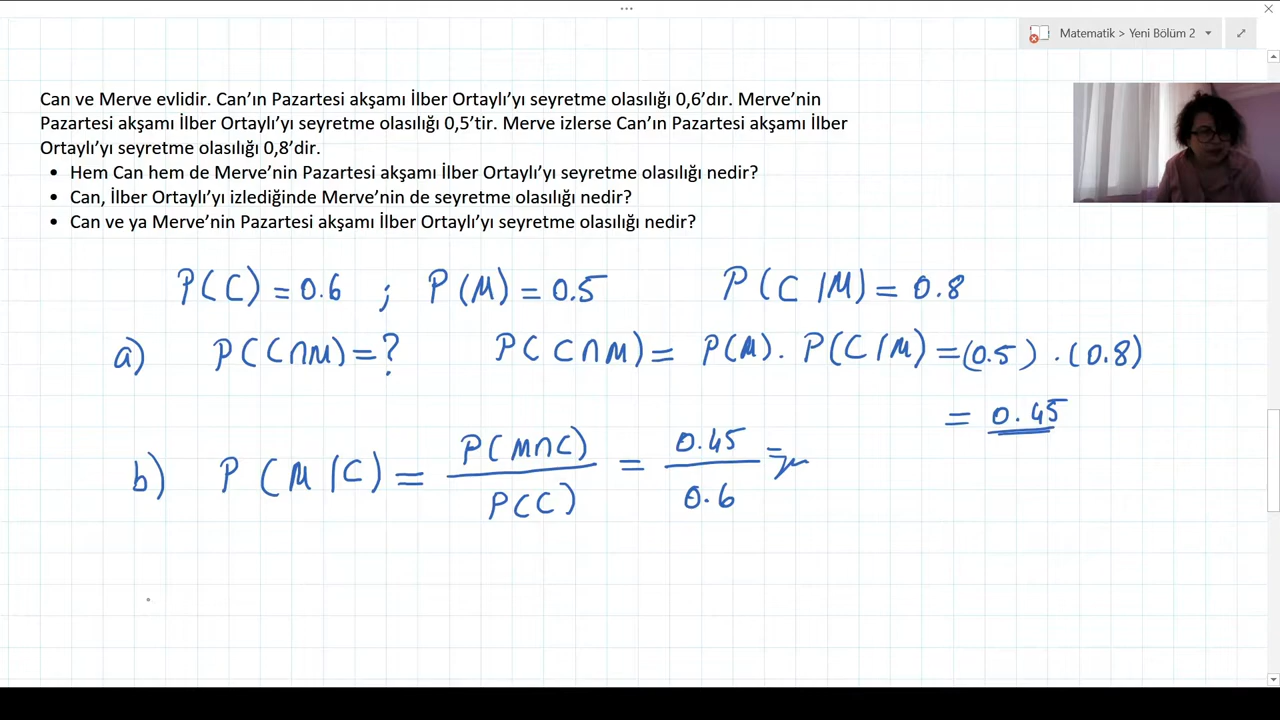 Matematik > Yeni Bölüm 2
Can ve Merve evlidir. Can’ın Pazartesi akşamı İlber Ortaylı’yı seyretme olasılığı 0,6’dır. Merve’nin
Pazartesi akşamı İlber Ortaylı’yı seyretme olasılığı 0,5’tir. Merve izlerse Can’ın Pazartesi akşamı İlber
Ortaylı’yı seyretme olasılığı 0,8’dir.
• Hem Can hem de Merve’nin Pazartesi akşamı İlber Ortaylı’yı seyretme olasılığı nedir?
• Can, İlber Ortaylı’yı izlediğinde Merve’nin de seyretme olasılığı nedir?
• Can ve ya Merve’nin Pazartesi akşamı İlber Ortaylı’yı seyretme olasılığı nedir?
P(C) = 0.6 ; P(M) = 0.5 P(C/M) = 0.8
a) P(C∩M) = ? P(C∩M) = P(M). P(C/M) = (0.5) . (0.8)
= 0.45
b) P(M/C) = P(M∩C) / P(C) = 0.45 / 0.6 =